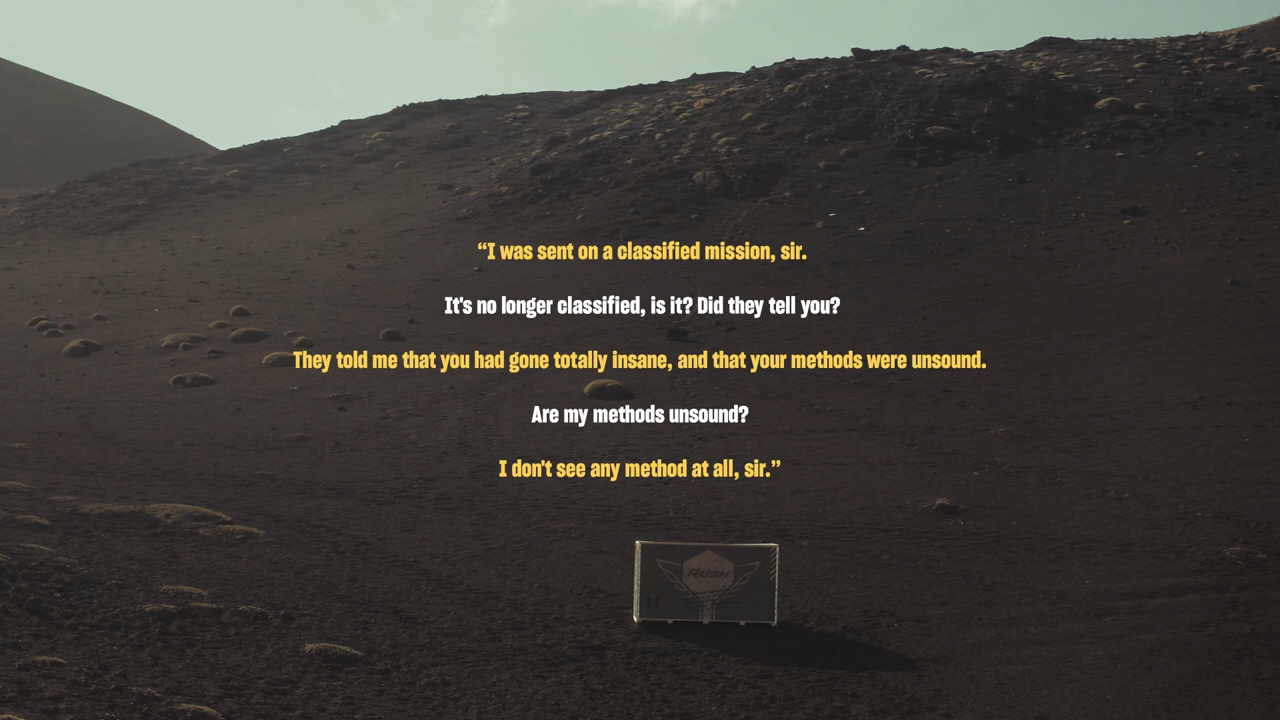 “I was sent on a classified mission, sir.
It's no longer classified, is it? Did they tell you?
They told me that you had gone totally insane, and that your methods were unsound.
Are my methods unsound?
I don't see any method at all, sir.”
RUSH